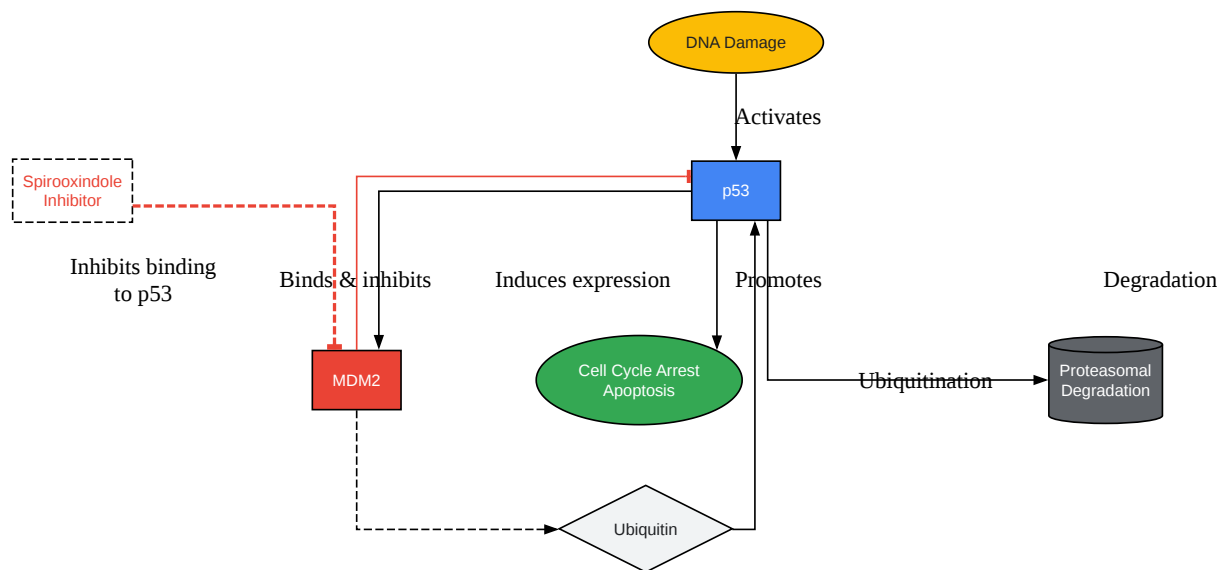 DNA Damage
Activates
Spirooxindole
Inhibitor
p53
Inhibits binding
to p53
Binds & inhibits
Induces expression
Promotes
Degradation
MDM2
Cell Cycle Arrest
Apoptosis
Ubiquitination
Proteasomal
Degradation
Ubiquitin